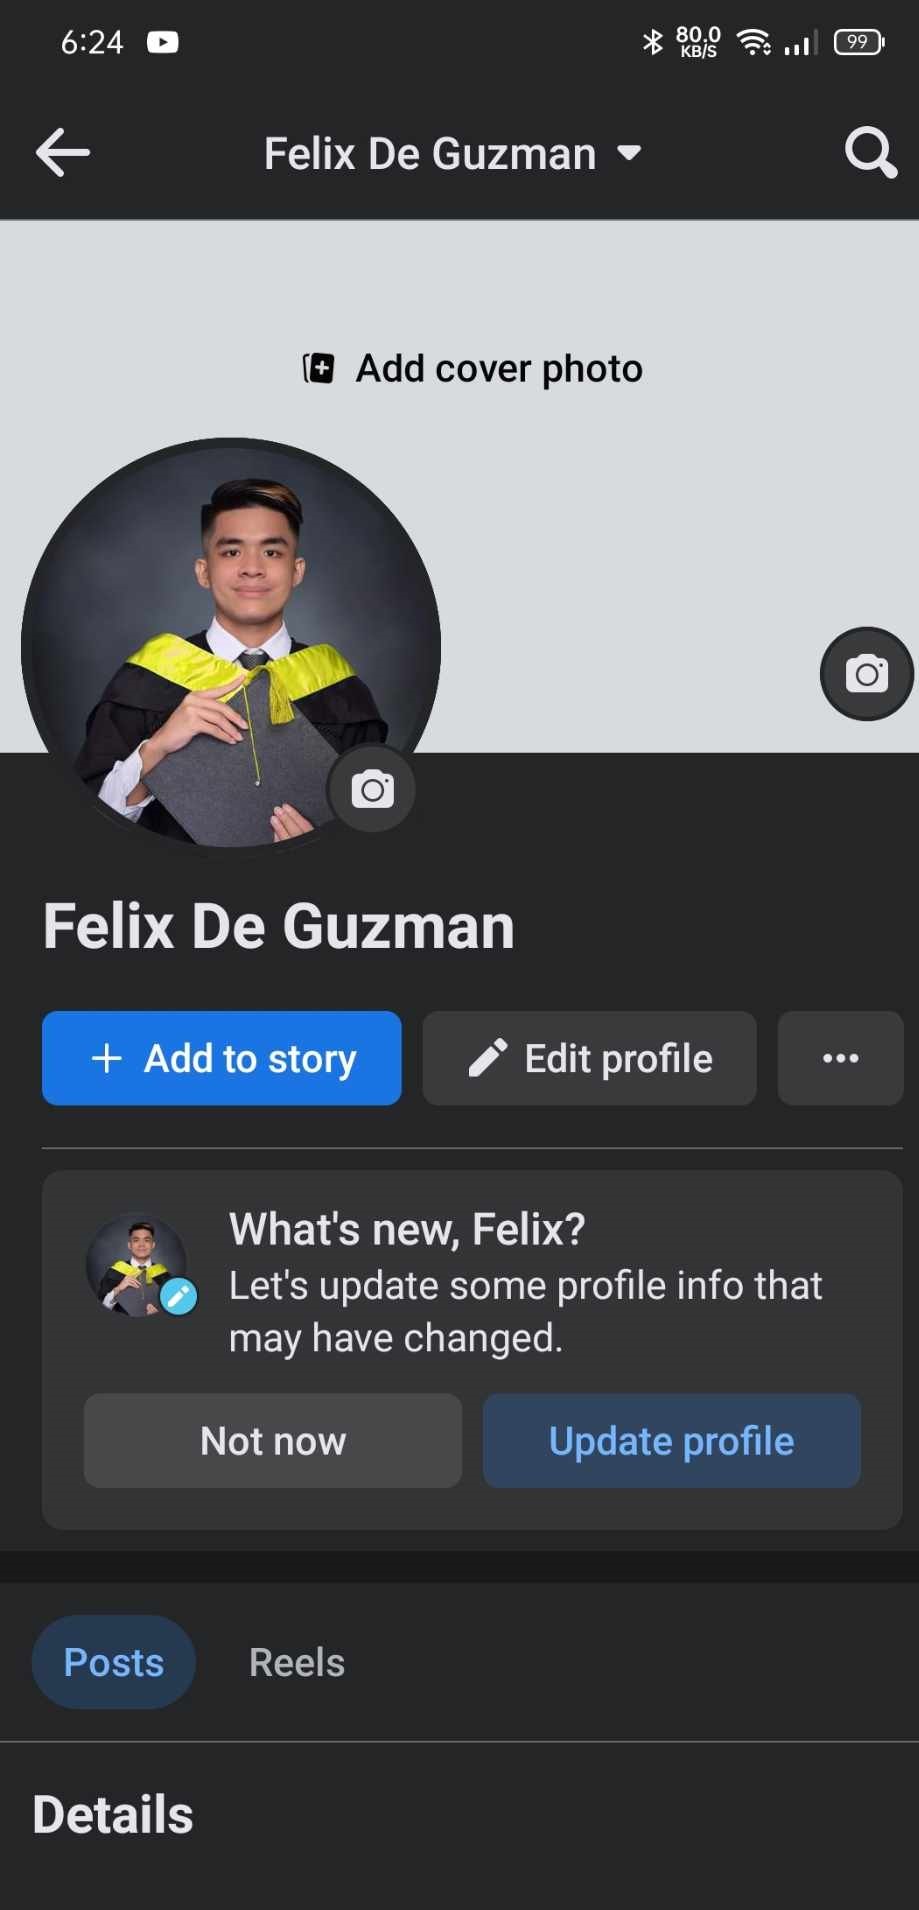 6:24 80.0 KB/S 99
Felix De Guzman
Add cover photo
Felix De Guzman
+ Add to story Edit profile ...
What's new, Felix?
Let's update some profile info that
may have changed.
Not now Update profile
Posts Reels
Details